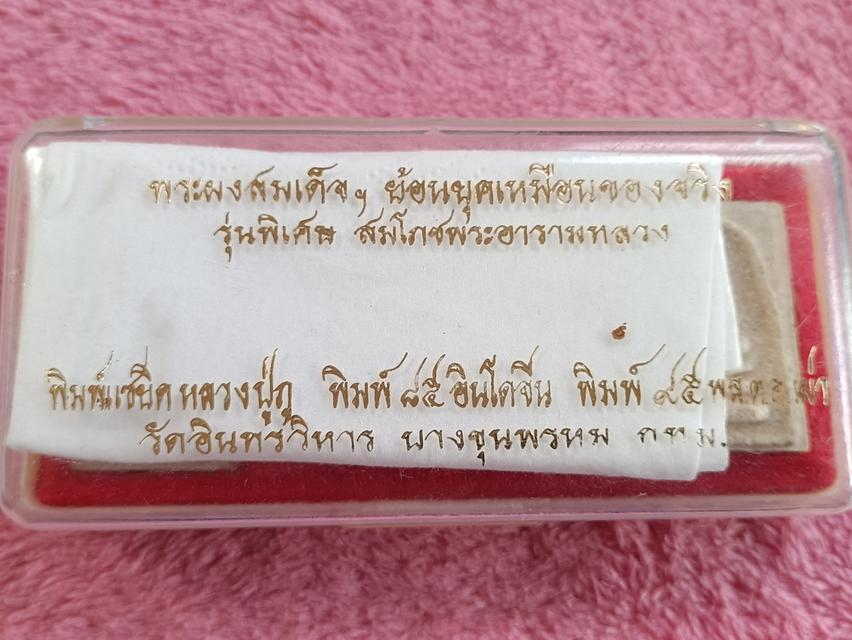 พระผงสมเด็จฯ ย้อนยุคเหมือนของจริง
รุ่นพิเศษ สมโภชพระอารามหลวง
พิมพ์แซยิด หลวงปู่ภู พิมพ์ ๘๕ อินโดจีน พิมพ์ ๙๕
วัดอินทรวิหาร บางขุนพรหม กทม.